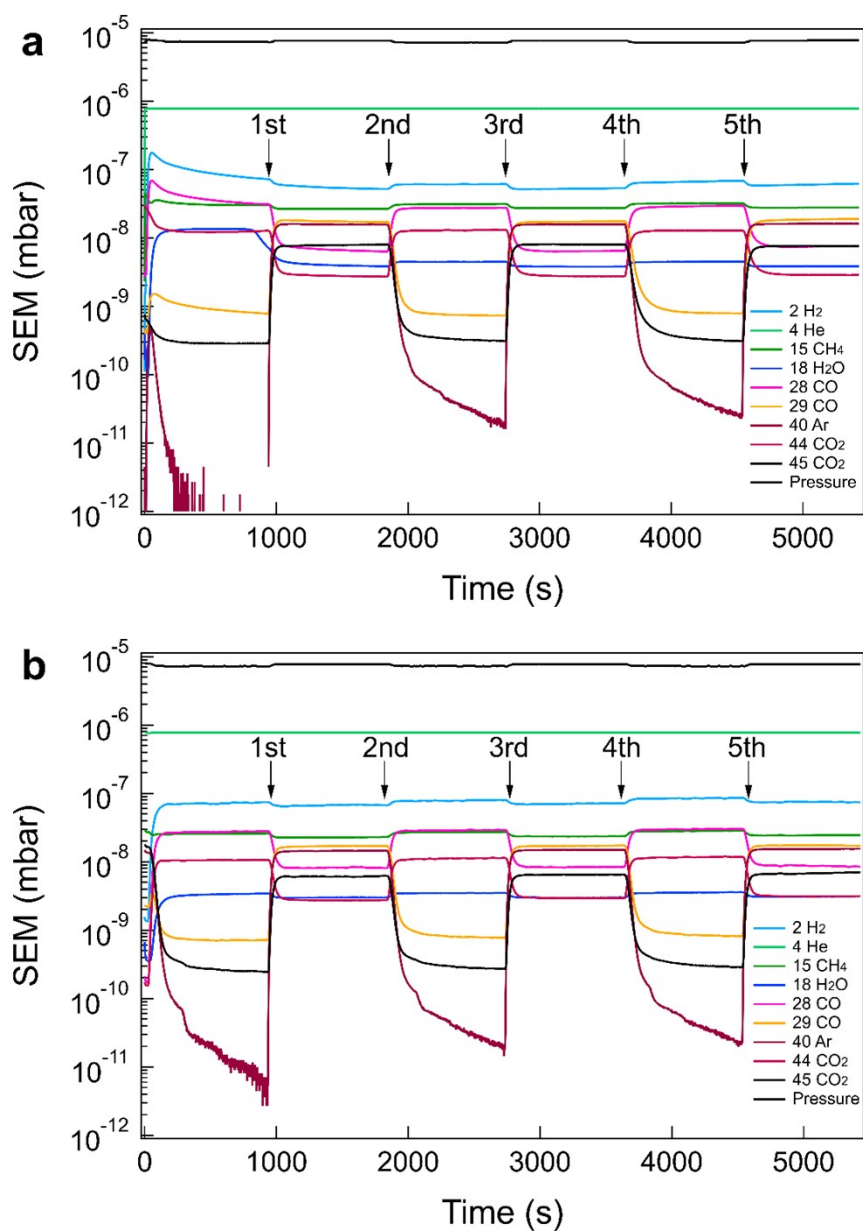 a
10-5
10-6
10-7
10-8
10-9
10-10
10-11
10-12
SEM (mbar)
1st 2nd 3rd 4th 5th
2 H2
4 He
15 CH4
18 H2O
28 CO
29 CO
40 Ar
44 CO2
45 CO2
Pressure
0 1000 2000 3000 4000 5000
Time (s)
b
10-5
10-6
10-7
10-8
10-9
10-10
10-11
10-12
SEM (mbar)
1st 2nd 3rd 4th 5th
2 H2
4 He
15 CH4
18 H2O
28 CO
29 CO
40 Ar
44 CO2
45 CO2
Pressure
0 1000 2000 3000 4000 5000
Time (s)